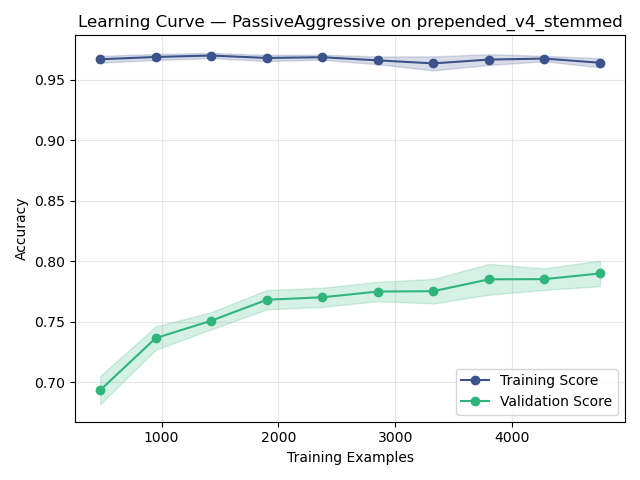 Learning Curve — PassiveAggressive on prepended_v4_stemmed
Accuracy
0.95
0.90
0.85
0.80
0.75
0.70
1000
2000
3000
4000
Training Examples
Training Score
Validation Score